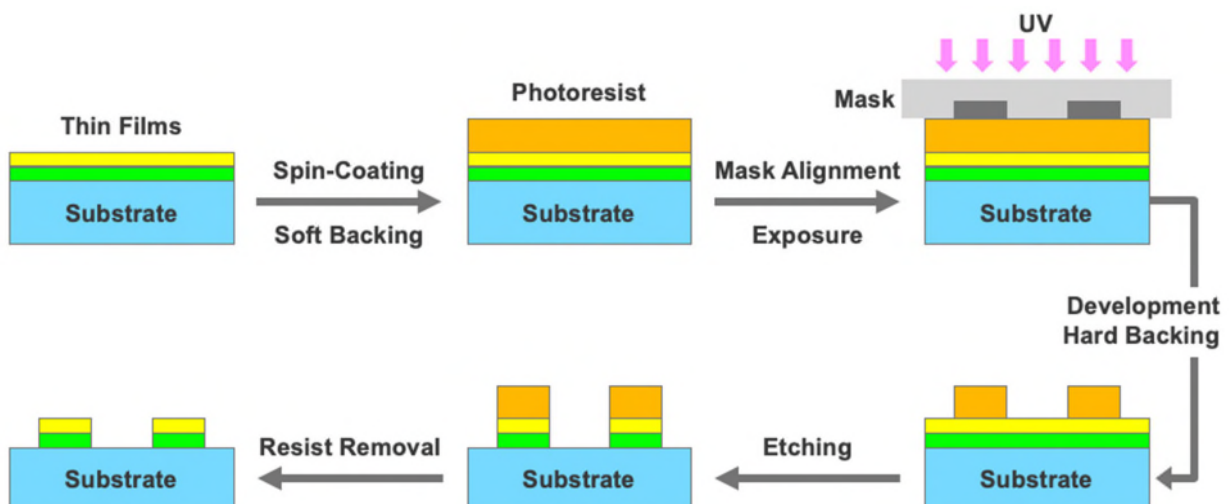 UV
Mask
Photoresist
Thin Films
Spin-Coating
Soft Backing
Mask Alignment
Exposure
Substrate
Substrate
Substrate
Development
Hard Backing
Etching
Resist Removal
Substrate
Substrate
Substrate